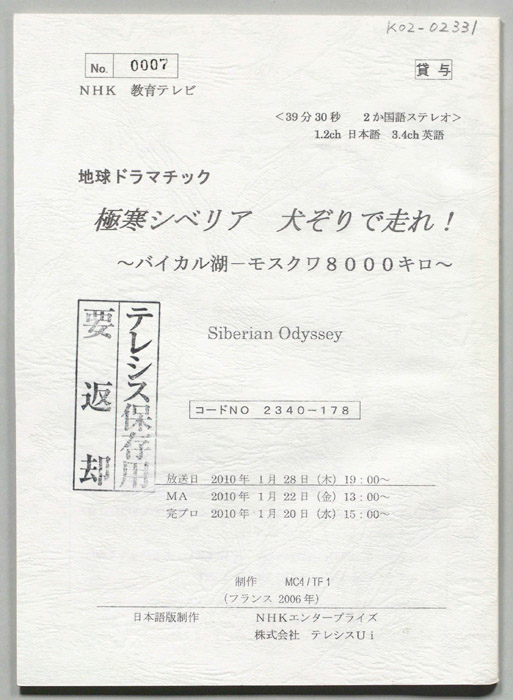 K02-02331
No. 0007
貸与
NHK 教育テレビ
<39分30秒 2か国語ステレオ>
1.2ch 日本語 3.4ch 英語
地球ドラマチック
極寒シベリア 犬ぞりで走れ！
～バイカル湖－モスクワ８０００キロ～
Siberian Odyssey
テレシス保存用
要返却
コードNO 2340-178
放送日 2010年 1月28日（木）19：00～
MA 2010年 1月22日（金）13：00～
完プロ 2010年 1月20日（水）15：00～
制作 MC4/TF1
（フランス 2006年）
日本語版制作 NHKエンタープライズ
株式会社 テレシスUi